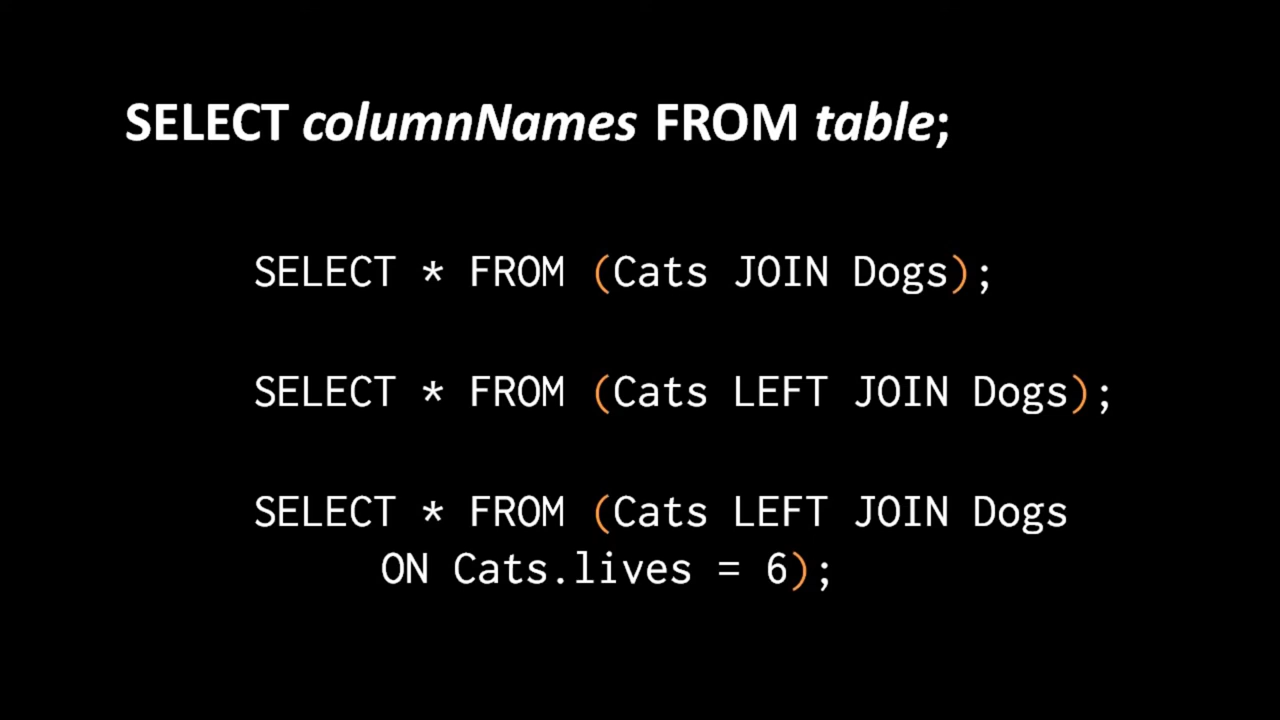 SELECT columnNames FROM table;
SELECT * FROM (Cats JOIN Dogs);
SELECT * FROM (Cats LEFT JOIN Dogs);
SELECT * FROM (Cats LEFT JOIN Dogs
ON Cats.lives = 6);